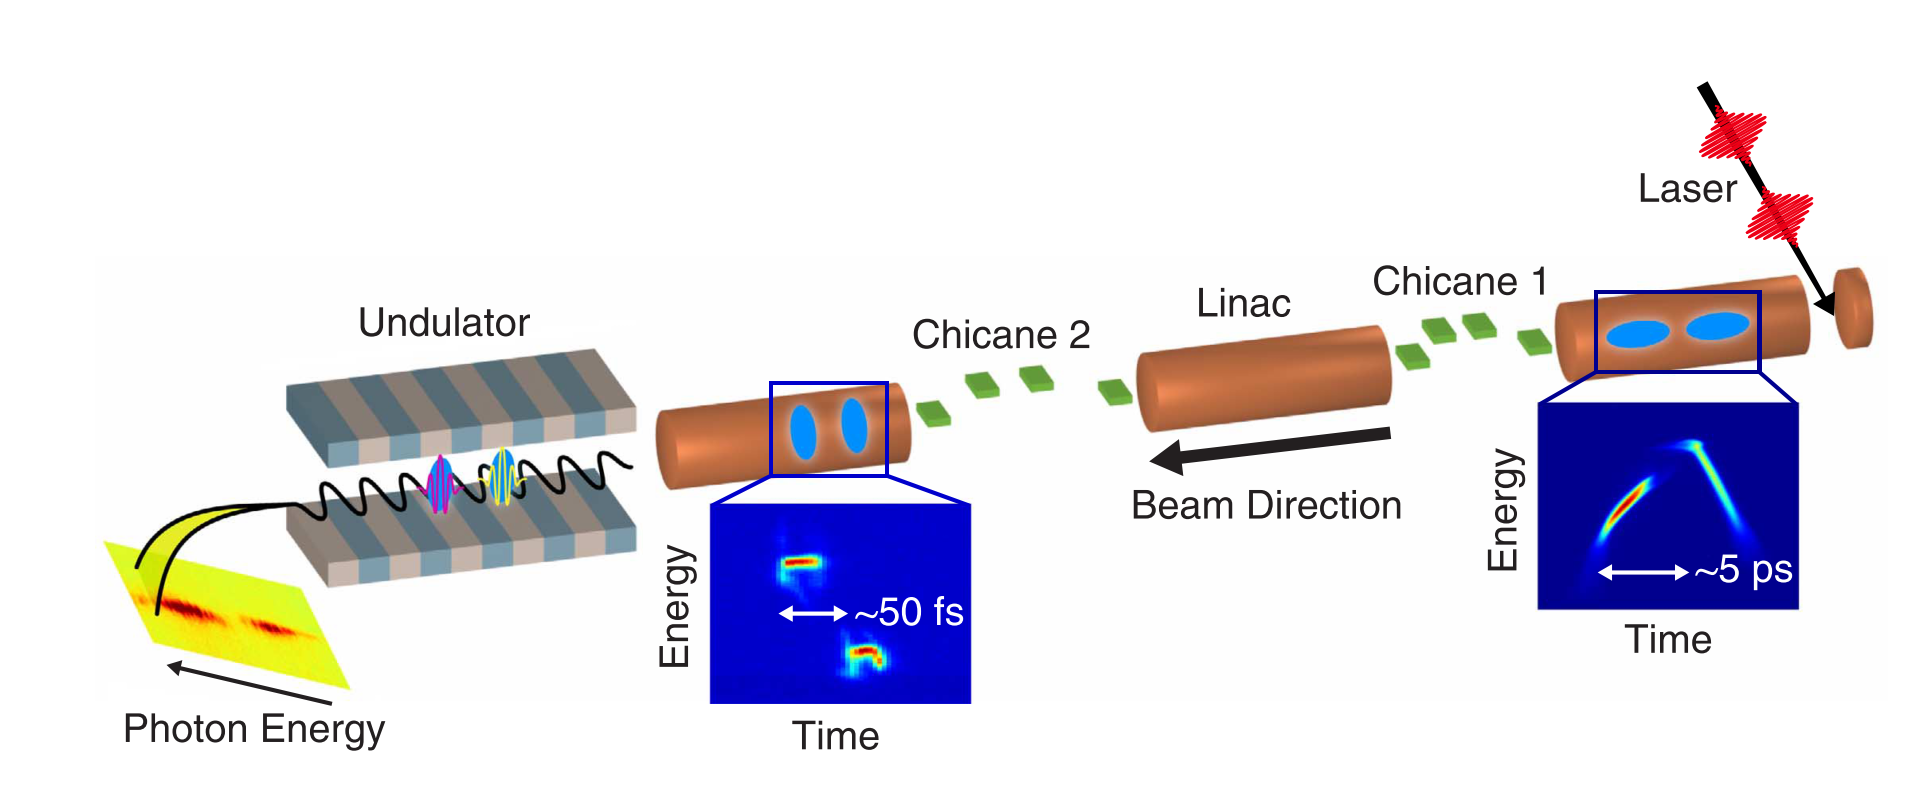 Laser
Chicane 1
Linac
Chicane 2
Undulator
Beam Direction
Energy
~5 ps
Time
Energy
~50 fs
Time
Photon Energy